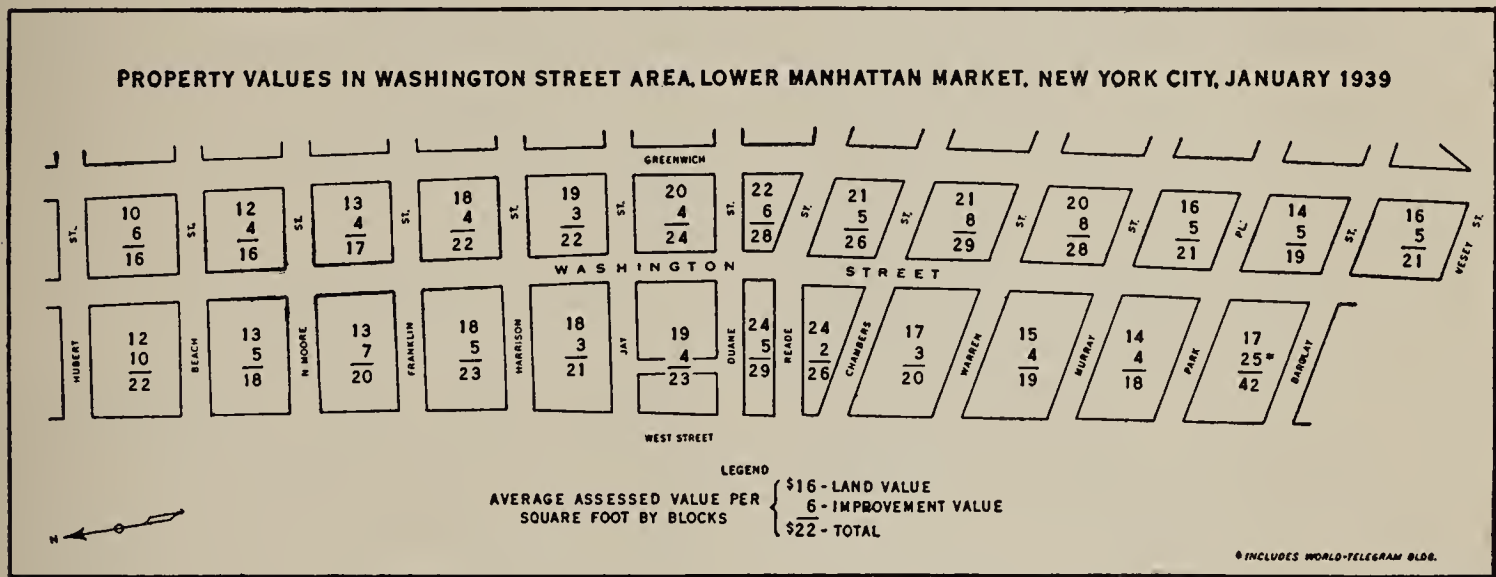 PROPERTY VALUES IN WASHINGTON STREET AREA, LOWER MANHATTAN MARKET, NEW YORK CITY, JANUARY 1939
GREENWICH
ST. ST. ST. ST. ST. ST. ST. ST. ST. ST. ST. PL. ST. VESEY ST.
10 12 13 18 19 20 22 21 21 20 16 14 16
6 4 4 4 3 4 6 5 8 8 5 5 5
16 16 17 22 22 24 28 26 29 28 21 19 21
WASHINGTON STREET
HUBERT BEACH N MOORE FRANKLIN HARRISON JAY DUANE READE CHAMBERS WARREN MURRAY PARK BARCLAY
12 13 13 18 18 19 24 24 17 15 14 17
10 5 7 5 3 4 5 2 3 4 4 25*
22 18 20 23 21 23 29 26 20 19 18 42
WEST STREET
LEGEND
AVERAGE ASSESSED VALUE PER
SQUARE FOOT BY BLOCKS
$16 - LAND VALUE
6 - IMPROVEMENT VALUE
$22 - TOTAL
N
* INCLUDES WORLD-TELEGRAM BLDG.